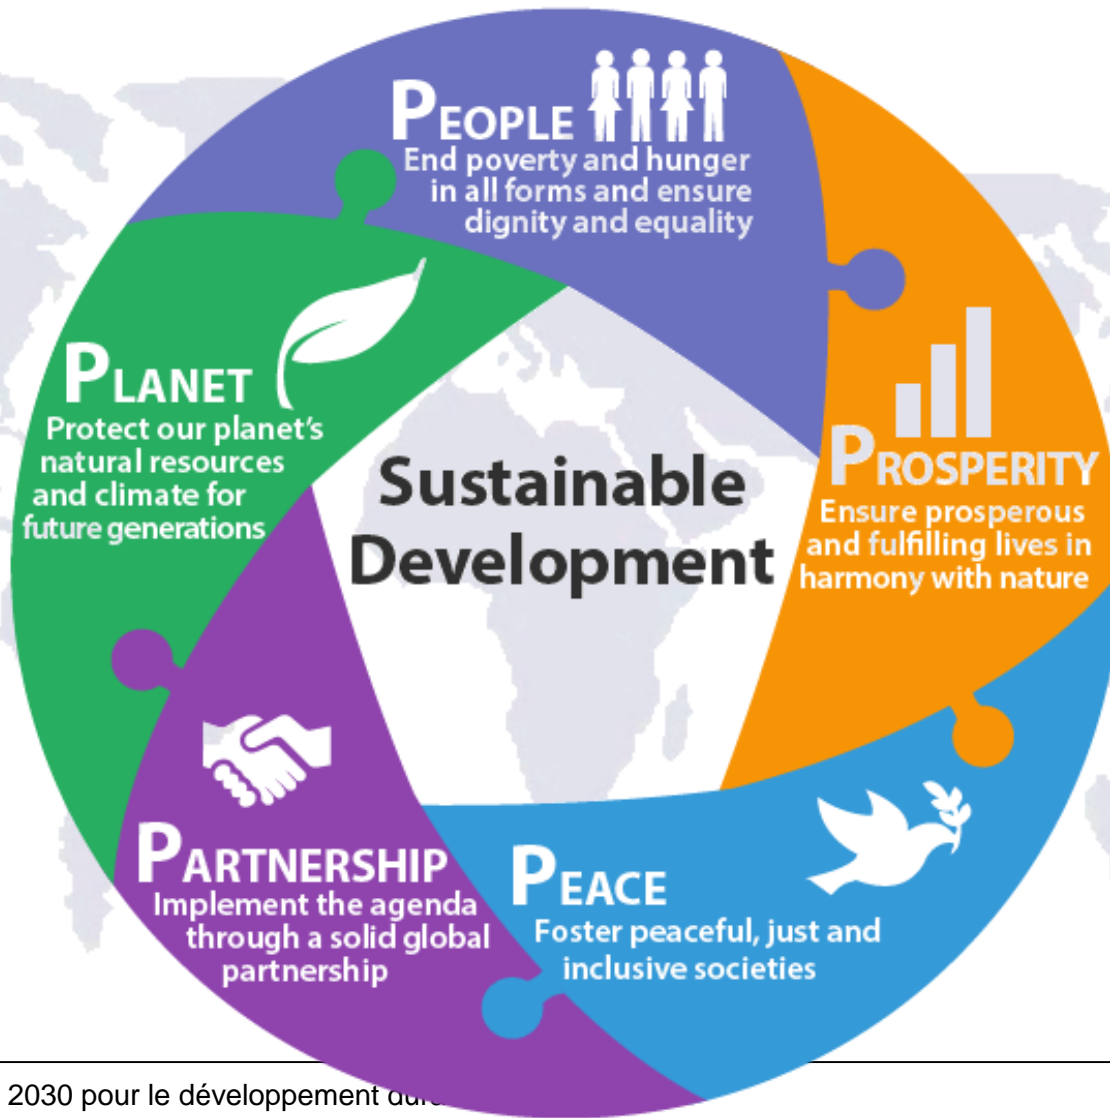 PEOPLE
End poverty and hunger
in all forms and ensure
dignity and equality
PLANET
Protect our planet's
natural resources
and climate for
future generations
Sustainable
Development
PROSPERITY
Ensure prosperous
and fulfilling lives in
harmony with nature
PARTNERSHIP
Implement the agenda
through a solid global
partnership
PEACE
Foster peaceful, just and
inclusive societies
2030 pour le développement